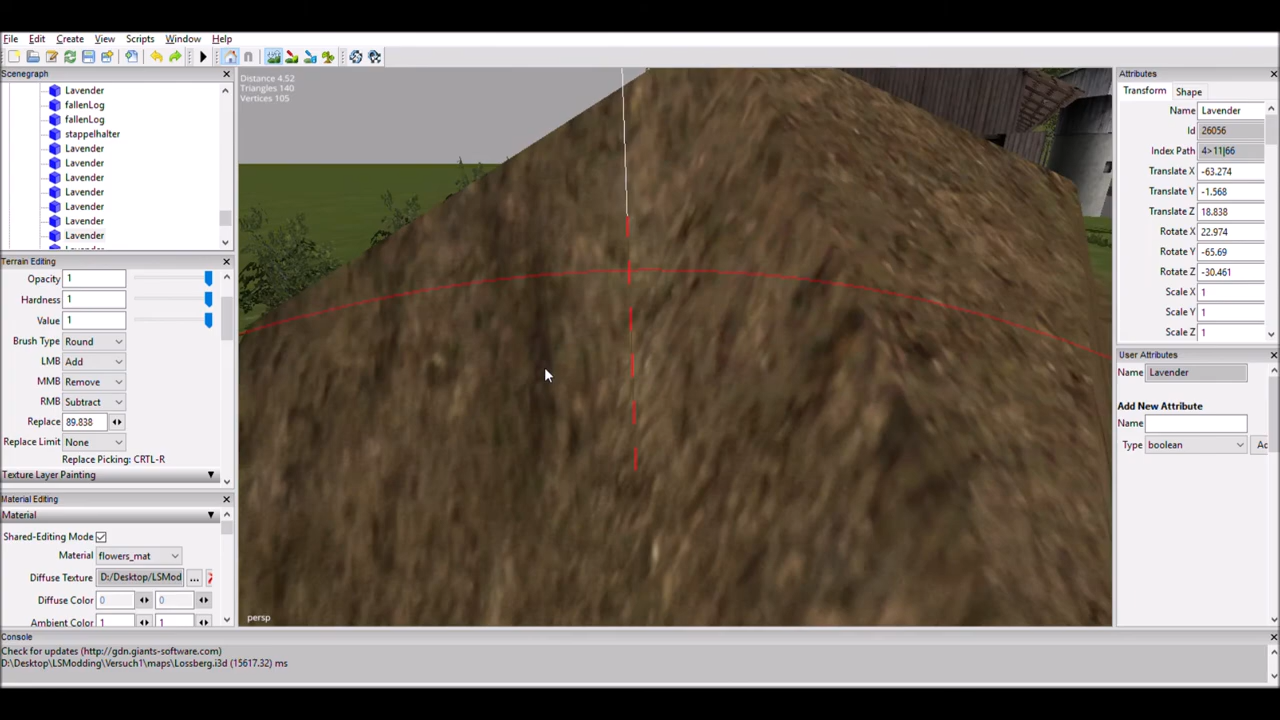 File Edit Create View Scripts Window Help
Scenegraph
Lavender
fallenLog
fallenLog
stappelhalter
Lavender
Lavender
Lavender
Lavender
Lavender
Lavender
Lavender
Terrain Editing
Opacity 1
Hardness 1
Value 1
Brush Type Round
LMB Add
MMB Remove
RMB Subtract
Replace 89.838
Replace Limit None
Replace Picking: CRTL-R
Texture Layer Painting
Material Editing
Material
Shared-Editing Mode
Material flowers_mat
Diffuse Texture D:/Desktop/LSMod ...
Diffuse Color 0 0
Ambient Color 1 1
Distance 4.52
Triangles 140
Vertices 105
persp
Attributes
Transform Shape
Name Lavender
Id 26056
Index Path 4>11|66
Translate X -63.274
Translate Y -1.568
Translate Z 18.838
Rotate X 22.974
Rotate Y -65.69
Rotate Z -30.461
Scale X 1
Scale Y 1
Scale Z 1
User Attributes
Name Lavender
Add New Attribute
Name
Type boolean Ac
Console
Check for updates (http://gdn.giants-software.com)
D:\Desktop\LSModding\Versuch1\maps\Lossberg.i3d (15617.32) ms